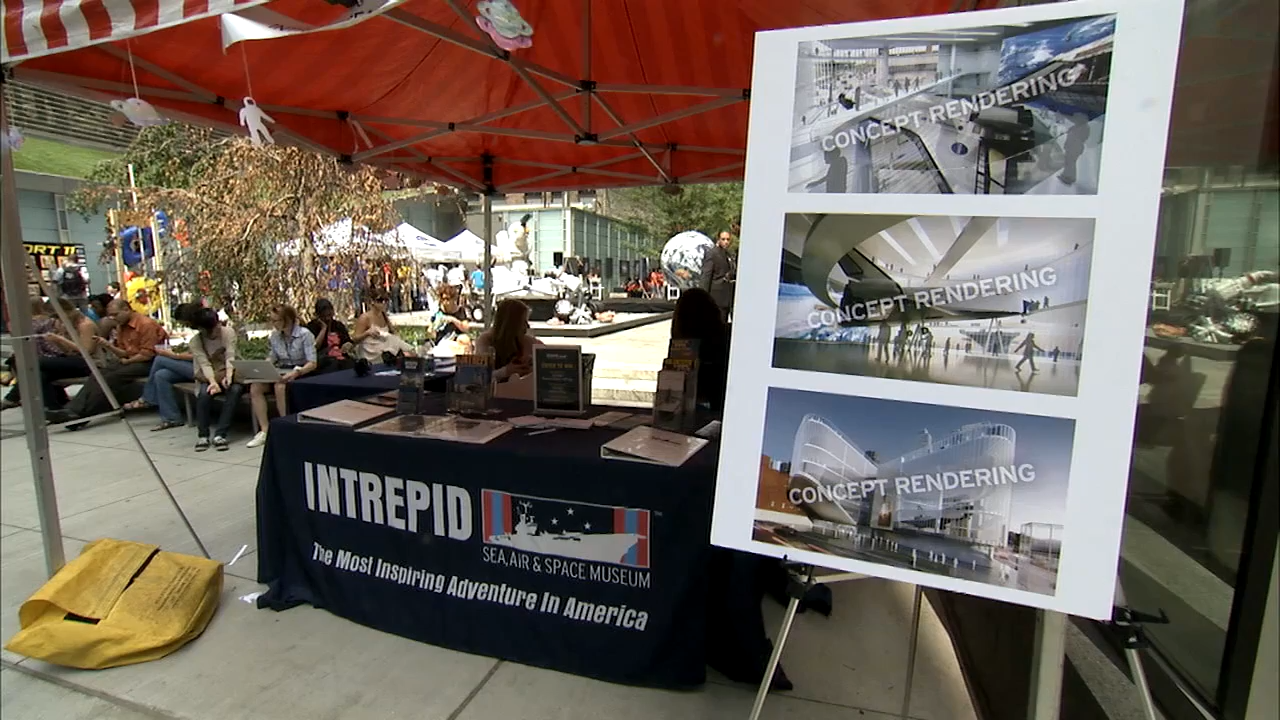 CONCEPT RENDERING
CONCEPT RENDERING
CONCEPT RENDERING
INTREPID
SEA, AIR & SPACE MUSEUM
The Most Inspiring Adventure In America